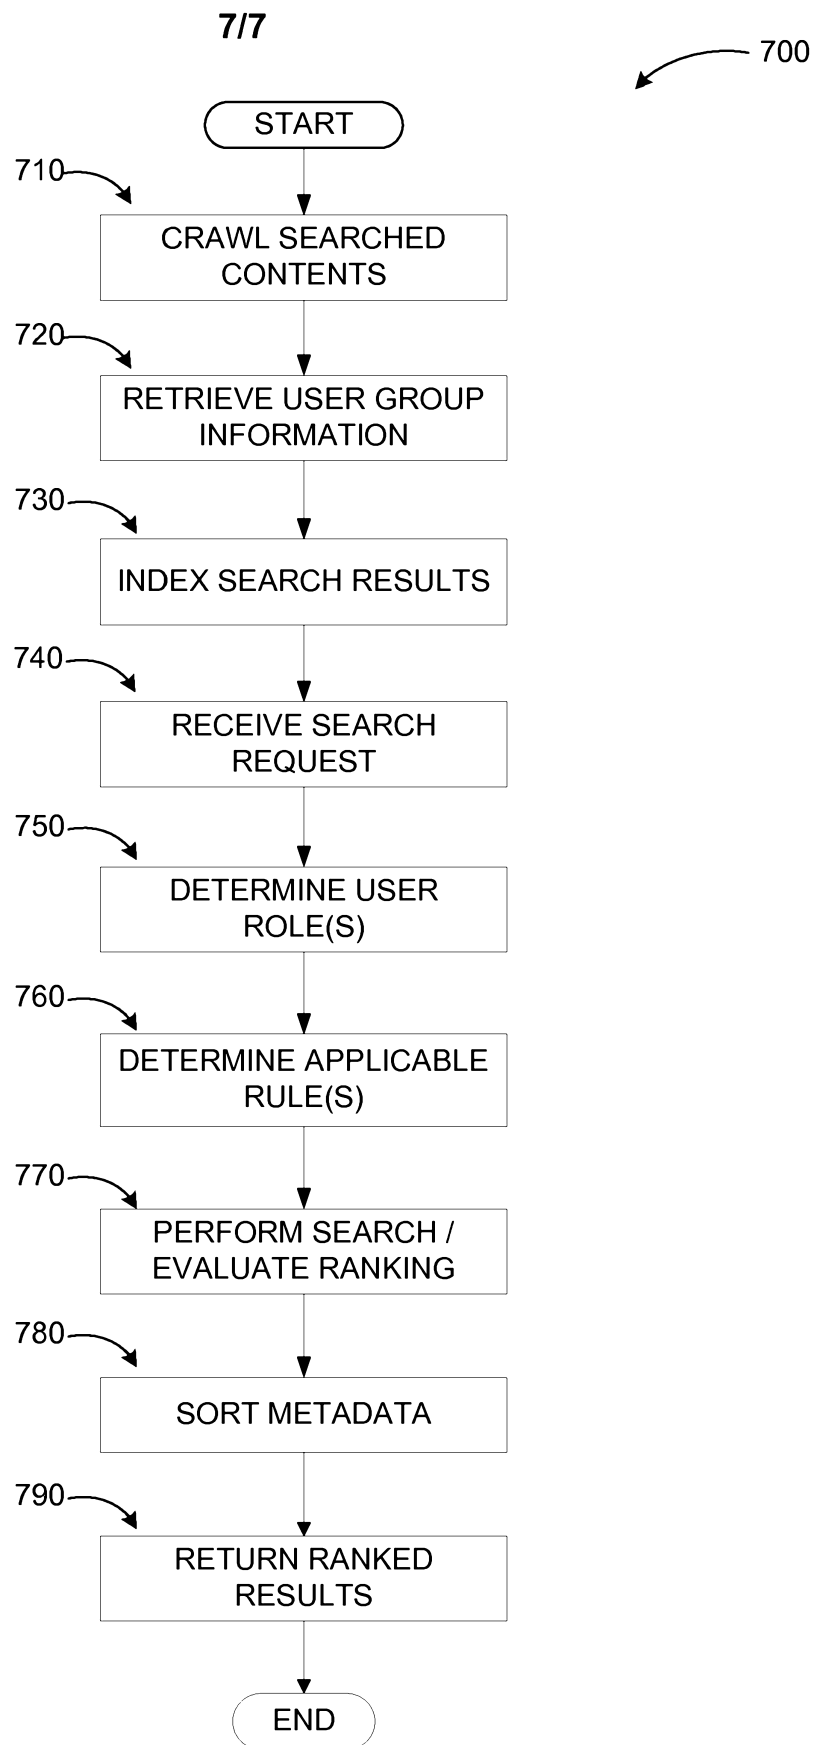 7/7
700
START
710
CRAWL SEARCHED
CONTENTS
720
RETRIEVE USER GROUP
INFORMATION
730
INDEX SEARCH RESULTS
740
RECEIVE SEARCH
REQUEST
750
DETERMINE USER
ROLE(S)
760
DETERMINE APPLICABLE
RULE(S)
770
PERFORM SEARCH /
EVALUATE RANKING
780
SORT METADATA
790
RETURN RANKED
RESULTS
END